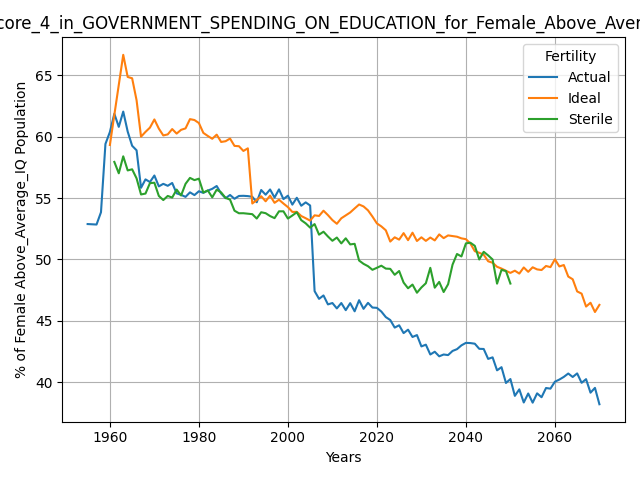 core_4_in_GOVERNMENT_SPENDING_ON_EDUCATION_for_Female_Above_Aver
Fertility
Actual
Ideal
Sterile
% of Female Above_Average_IQ Population
65
60
55
50
45
40
1960 1980 2000 2020 2040 2060
Years